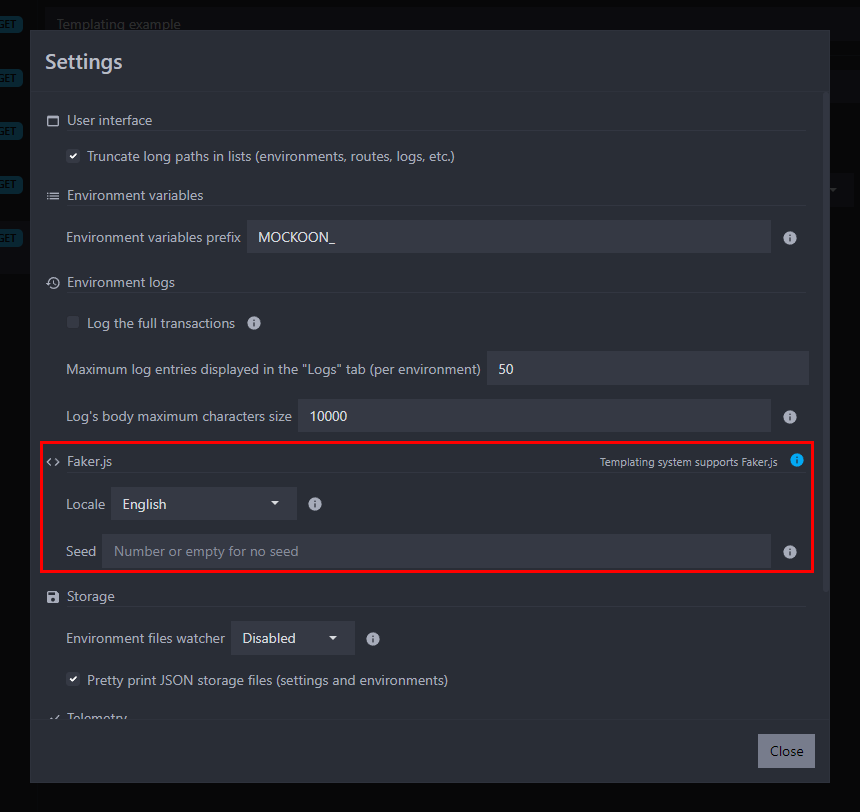 GET
Templating example
Settings
GET
User interface
GET
Truncate long paths in lists (environments, routes, logs, etc.)
GET
Environment variables
Environment variables prefix MOCKOON_
GET
Environment logs
Log the full transactions
Maximum log entries displayed in the "Logs" tab (per environment) 50
Log's body maximum characters size 10000
Faker.js Templating system supports Faker.js
Locale English
Seed Number or empty for no seed
Storage
Environment files watcher Disabled
Pretty print JSON storage files (settings and environments)
Telemetry
Close